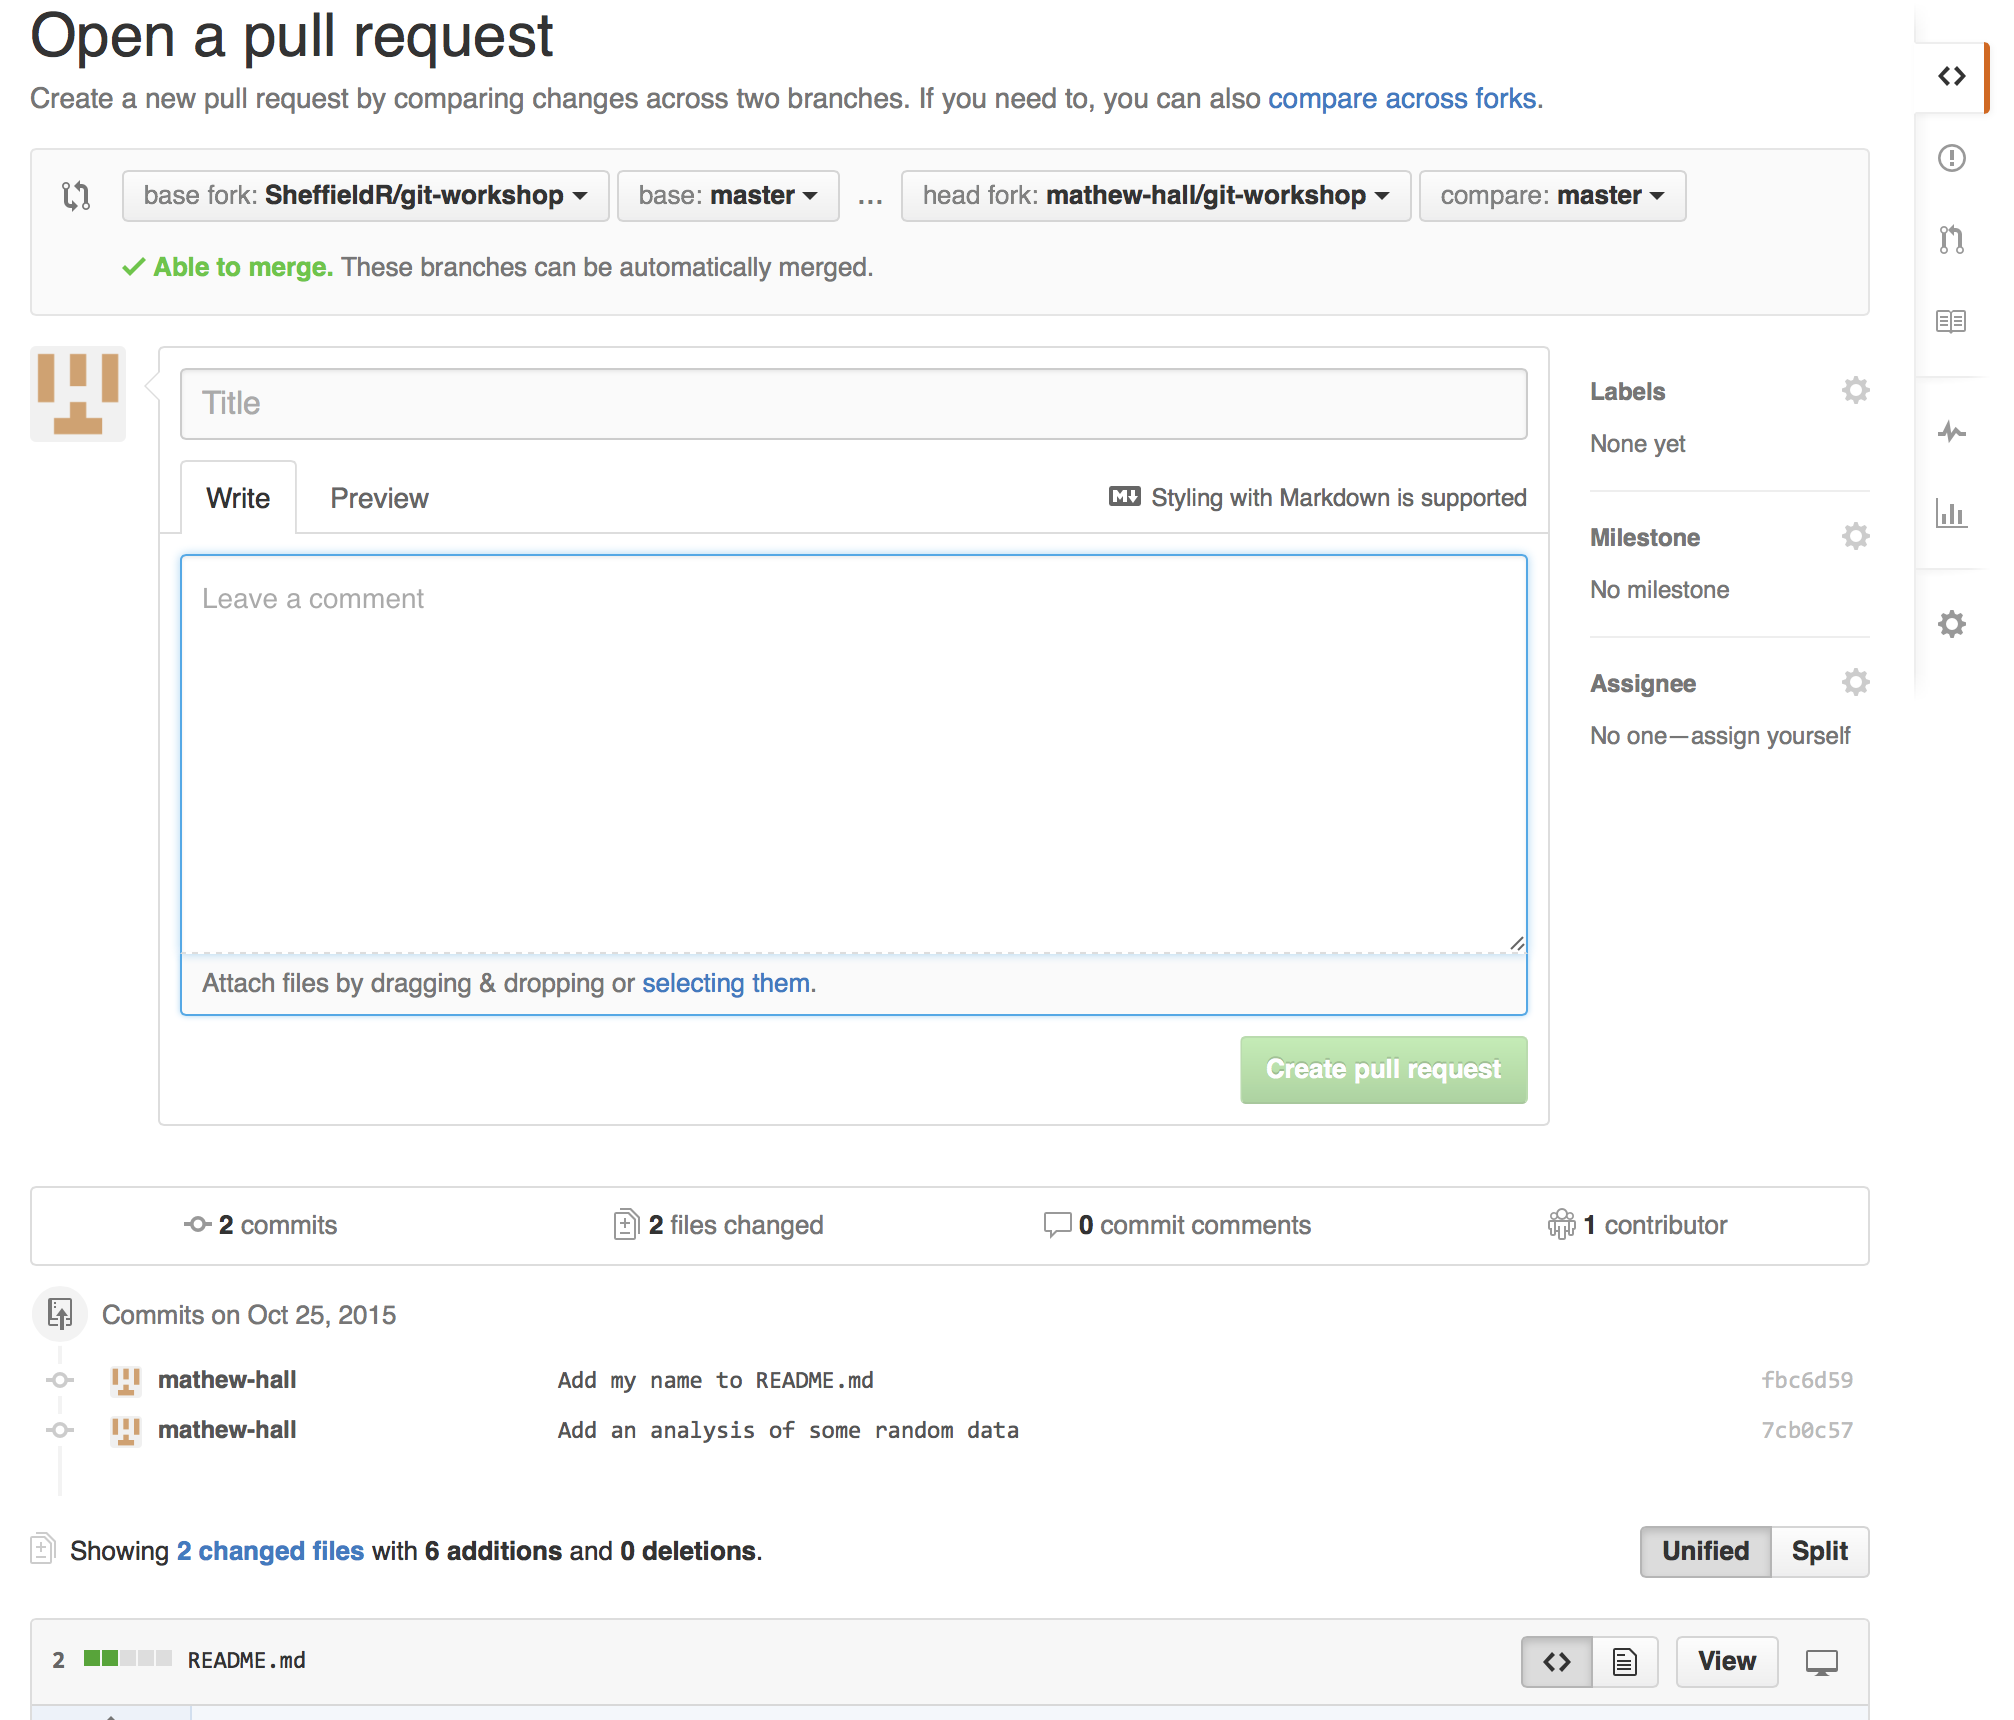 Open a pull request
Create a new pull request by comparing changes across two branches. If you need to, you can also compare across forks.
base fork: SheffieldR/git-workshop base: master ... head fork: mathew-hall/git-workshop compare: master
Able to merge. These branches can be automatically merged.
Title
Labels
None yet
Write Preview Styling with Markdown is supported
Milestone
No milestone
Leave a comment
Assignee
No one—assign yourself
Attach files by dragging & dropping or selecting them.
Create pull request
2 commits 2 files changed 0 commit comments 1 contributor
Commits on Oct 25, 2015
mathew-hall Add my name to README.md fbc6d59
mathew-hall Add an analysis of some random data 7cb0c57
Showing 2 changed files with 6 additions and 0 deletions. Unified Split
2 README.md View